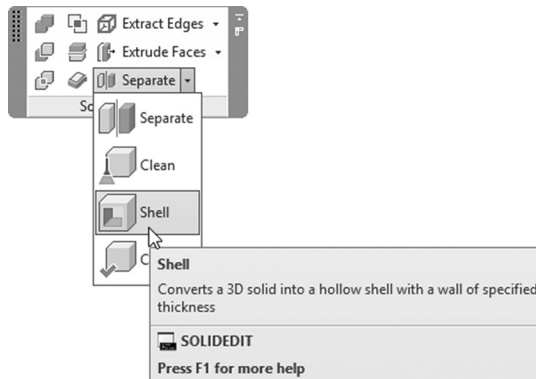 Extract Edges
Extrude Faces
Separate
So
Separate
Clean
Shell
C
Shell
Converts a 3D solid into a hollow shell with a wall of specified
thickness
SOLIDEDIT
Press F1 for more help